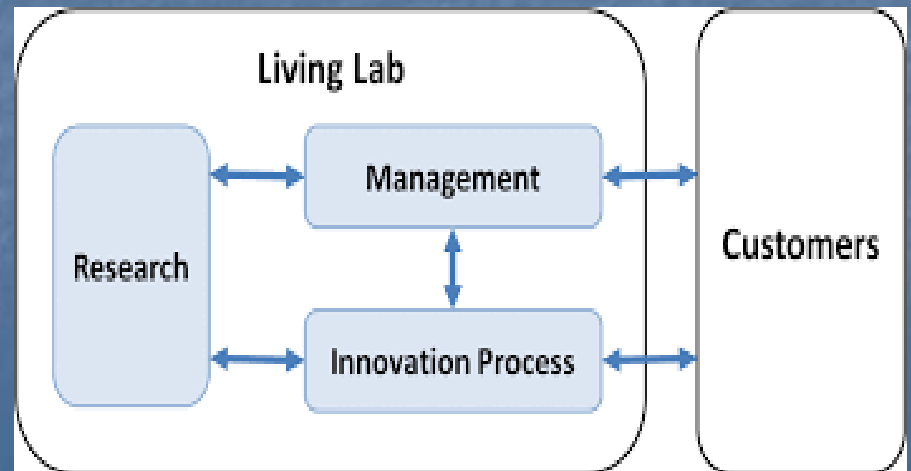 Living Lab
Management
Customers
Research
Innovation Process